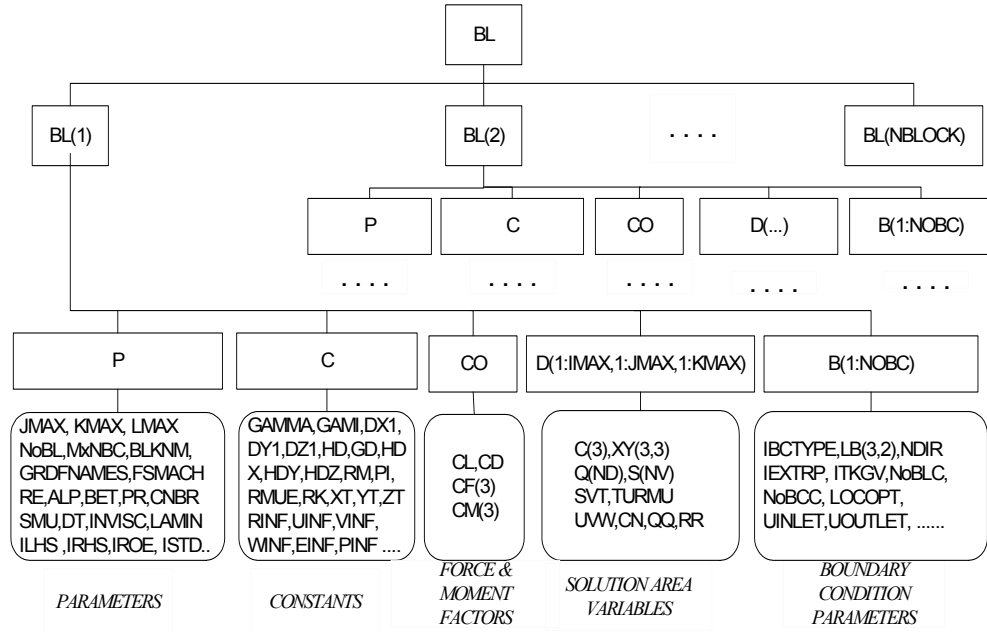 BL
BL(1)
BL(2)
. . . .
BL(NBLOCK)
P
C
CO
D(...)
B(1:NOBC)
. . . .
. . . .
. . . .
. . . .
. . . .
P
C
CO
D(1:IMAX,1:JMAX,1:KMAX)
B(1:NOBC)
JMAX, KMAX, LMAX
NoBL,MxNBC,BLKNM,
GRDFNAMES,FSMACH
RE,ALP,BET,PR,CNBR
SMU,DT,INVISC,LAMIN
ILHS ,IRHS,IROE, ISTD..
GAMMA,GAMI,DX1,
DY1,DZ1,HD,GD,HD
X,HDY,HDZ,RM,PI,
RMUE,RK,XT,YT,ZT
RINF,UINF,VINF,
WINF,EINF,PINF ....
CL,CD
CF(3)
CM(3)
C(3),XY(3,3)
Q(ND),S(NV)
SVT,TURMU
UVW,CN,QQ,RR
IBCTYPE,LB(3,2),NDIR
IEXTRP, ITKGV,NoBLC,
NoBCC, LOCOPT,
UINLET,UOUTLET, ......
PARAMETERS
CONSTANTS
FORCE &
MOMENT
FACTORS
SOLUTION AREA
VARIABLES
BOUNDARY
CONDITION
PARAMETERS